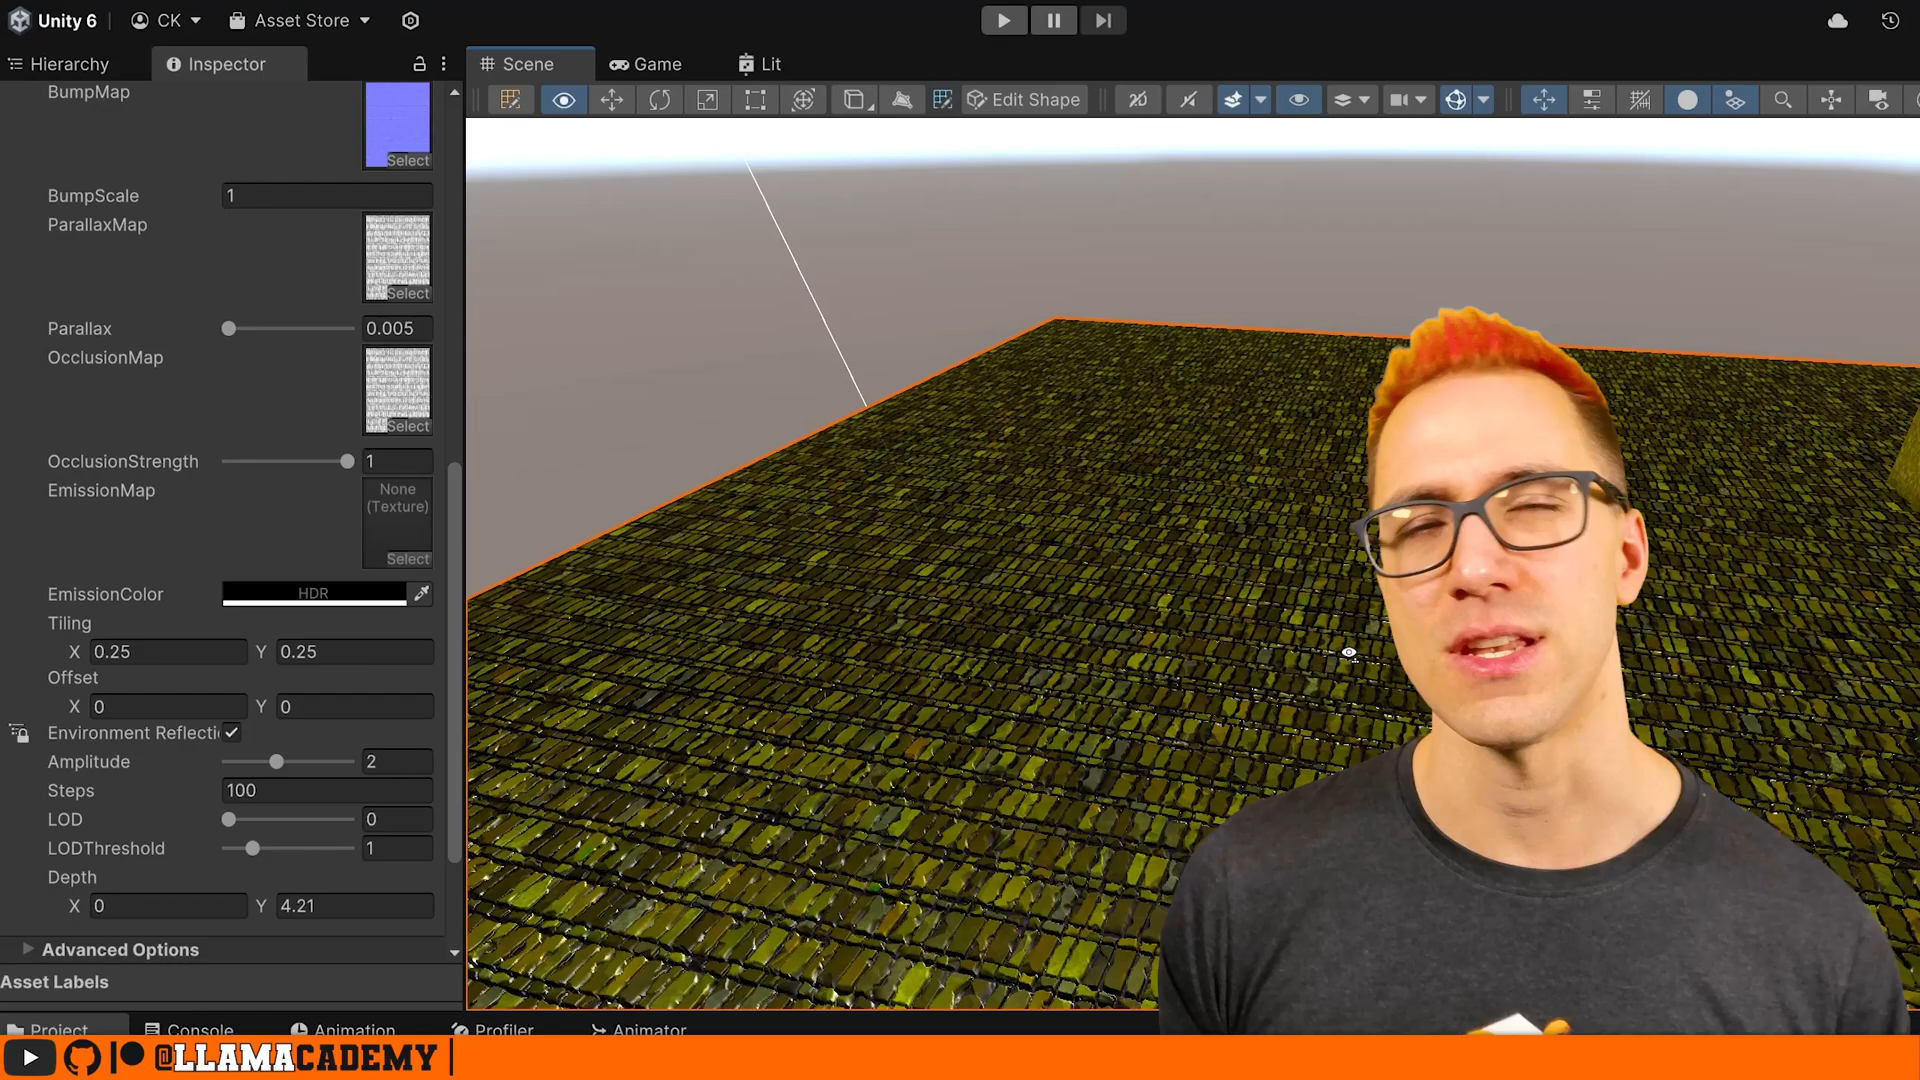 Unity 6
CK
Asset Store
Hierarchy
Inspector
Scene
Game
Lit
Edit Shape
2D
BumpMap
Select
BumpScale
1
ParallaxMap
Select
Parallax
0.005
OcclusionMap
Select
OcclusionStrength
1
EmissionMap
None
(Texture)
Select
EmissionColor
HDR
Tiling
X 0.25 Y 0.25
Offset
X 0 Y 0
Environment Reflecti
Amplitude
2
Steps
100
LOD
0
LODThreshold
1
Depth
X 0 Y 4.21
Advanced Options
Asset Labels
Project
Console
Animation
Profiler
Animator
@LLAMACADEMY